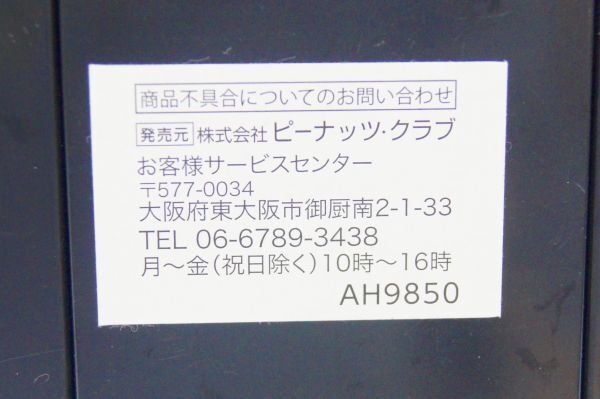 商品不具合についてのお問い合わせ
発売元 株式会社 ピーナッツ・クラブ
お客様サービスセンター
〒577-0034
大阪府東大阪市御厨南2-1-33
TEL 06-6789-3438
月～金(祝日除く)10時～16時
AH9850